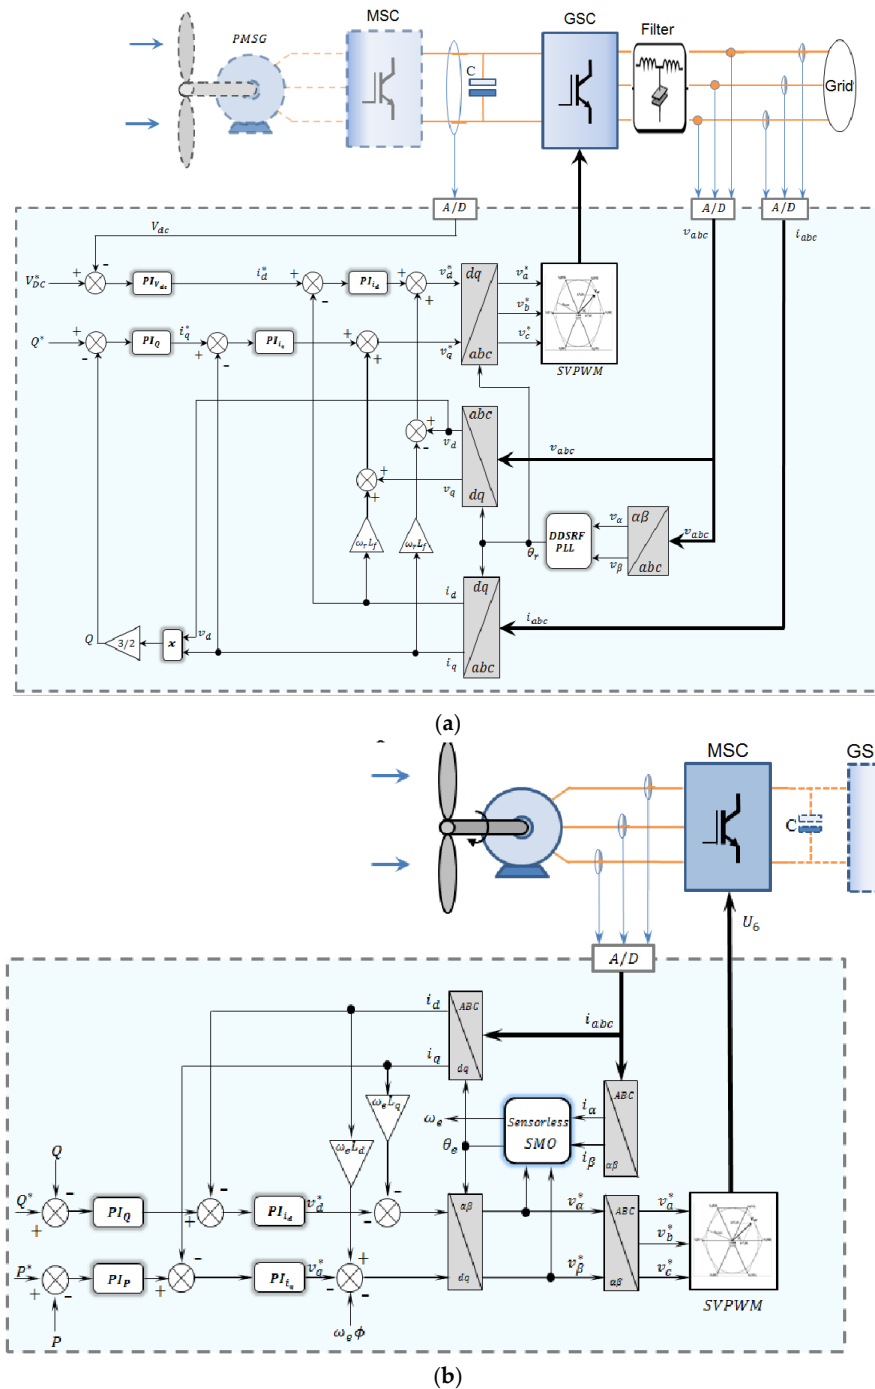 MSC
GSC
PMSG
Filter
C
Grid
A/D
A/D
A/D
V_dc
v_abc
i_abc
V*_DC
+
-
PI_Vdc
i*_d
+
-
PI_id
+
+
v*_d
dq
abc
v*_a
v*_b
v*_c
SVPWM
Q*
+
-
PI_Q
i*_q
+
-
PI_iq
+
+
v*_q
abc
dq
v_abc
+
-
v_d
+
+
v_q
ω_r L_f
ω_r L_f
θ_r
DDSRF
PLL
v_α
v_β
αβ
abc
v_abc
i_d
dq
abc
i_abc
i_q
Q
3/2
x
v_d
(a)
MSC
GS
C
U_6
A/D
i_abc
i_d
ABC
dq
i_q
ω_e L_q
ω_e L_d
ω_e
θ_e
Sensorless
SMO
i_α
i_β
ABC
αβ
Q
Q*
+
-
PI_Q
+
-
PI_id
v*_d
-
-
αβ
dq
v*_α
v*_β
ABC
αβ
v*_a
v*_b
v*_c
SVPWM
P*
+
-
PI_P
+
-
PI_iq
v*_q
+
-
-
P
ω_e ϕ
(b)